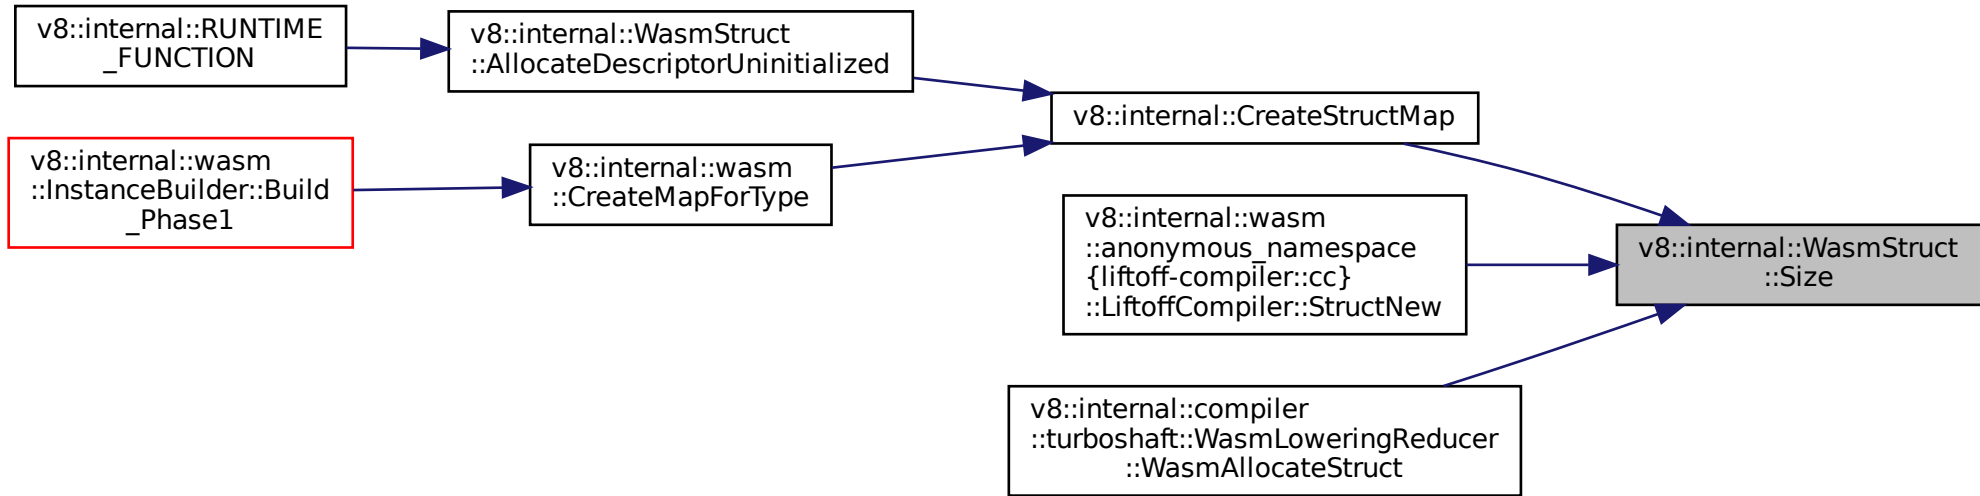 v8::internal::RUNTIME
_FUNCTION
v8::internal::WasmStruct
::AllocateDescriptorUninitialized
v8::internal::CreateStructMap
v8::internal::wasm
::InstanceBuilder::Build
_Phase1
v8::internal::wasm
::CreateMapForType
v8::internal::wasm
::anonymous_namespace
{liftoff-compiler::cc}
::LiftoffCompiler::StructNew
v8::internal::WasmStruct
::Size
v8::internal::compiler
::turboshaft::WasmLoweringReducer
::WasmAllocateStruct